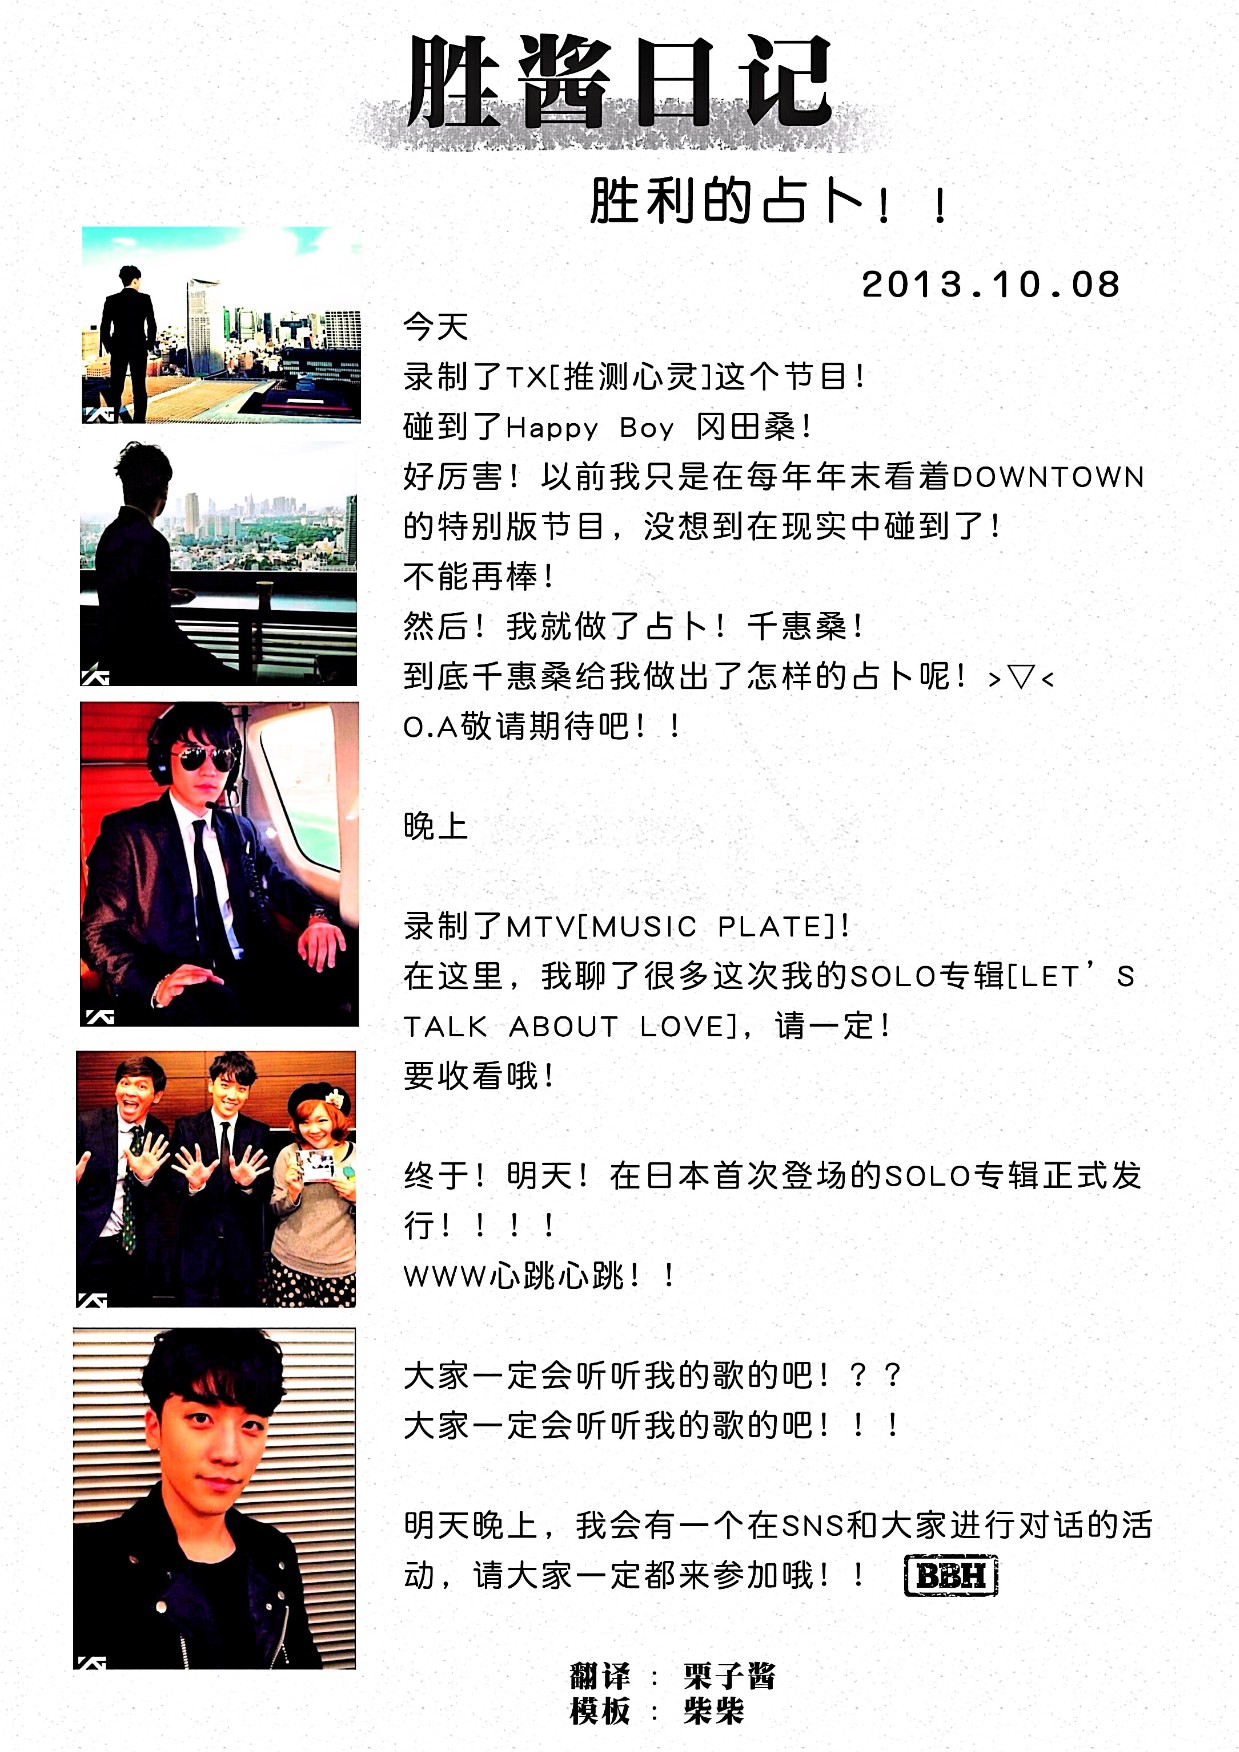 胜酱日记
胜利的占卜！！
2013.10.08
今天
录制了TX[推测心灵]这个节目！
碰到了Happy Boy 冈田桑！
好厉害！以前我只是在每年年末看着DOWNTOWN
的特别版节目，没想到在现实中碰到了！
不能再棒！
然后！我就做了占卜！千惠桑！
到底千惠桑给我做出了怎样的占卜呢！>▽<
O.A敬请期待吧！！
晚上
录制了MTV[MUSIC PLATE]！
在这里，我聊了很多这次我的SOLO专辑[LET’S
TALK ABOUT LOVE]，请一定！
要收看哦！
终于！明天！在日本首次登场的SOLO专辑正式发
行！！！！
WWW心跳心跳！！
大家一定会听听我的歌的吧！？？
大家一定会听听我的歌的吧！！！
明天晚上，我会有一个在SNS和大家进行对话的活
动，请大家一定都来参加哦！！
BBH
翻译：栗子酱
模板：柴柴
YG
YG
YG
YG
YG